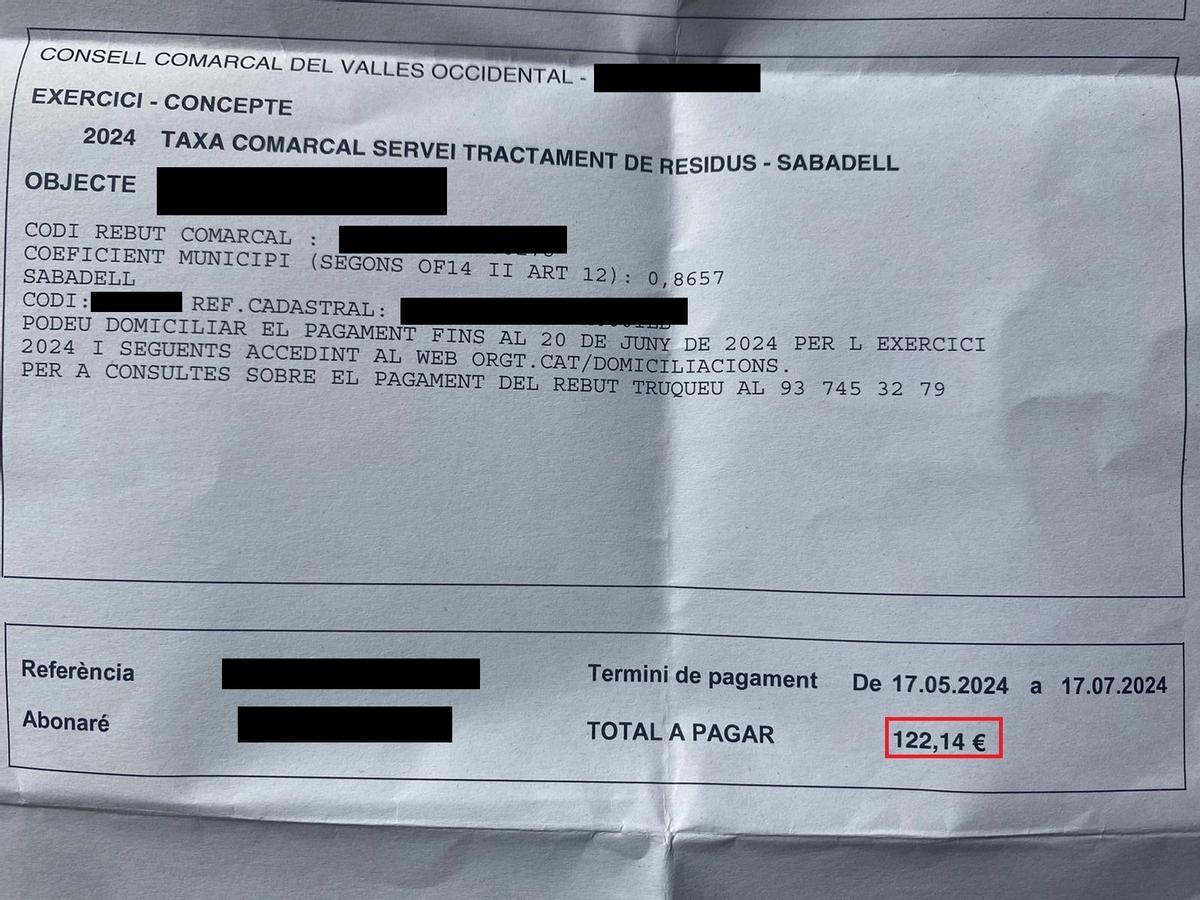 CONSELL COMARCAL DEL VALLES OCCIDENTAL -
EXERCICI - CONCEPTE
2024 TAXA COMARCAL SERVEI TRACTAMENT DE RESIDUS - SABADELL
OBJECTE
CODI REBUT COMARCAL :
COEFICIENT MUNICIPI (SEGONS OF14 II ART 12): 0,8657
SABADELL
CODI: REF.CADASTRAL:
PODEU DOMICILIAR EL PAGAMENT FINS AL 20 DE JUNY DE 2024 PER L EXERCICI
2024 I SEGUENTS ACCEDINT AL WEB ORGT.CAT/DOMICILIACIONS.
PER A CONSULTES SOBRE EL PAGAMENT DEL REBUT TRUQUEU AL 93 745 32 79
Referència Termini de pagament De 17.05.2024 a 17.07.2024
Abonaré TOTAL A PAGAR 122,14 €